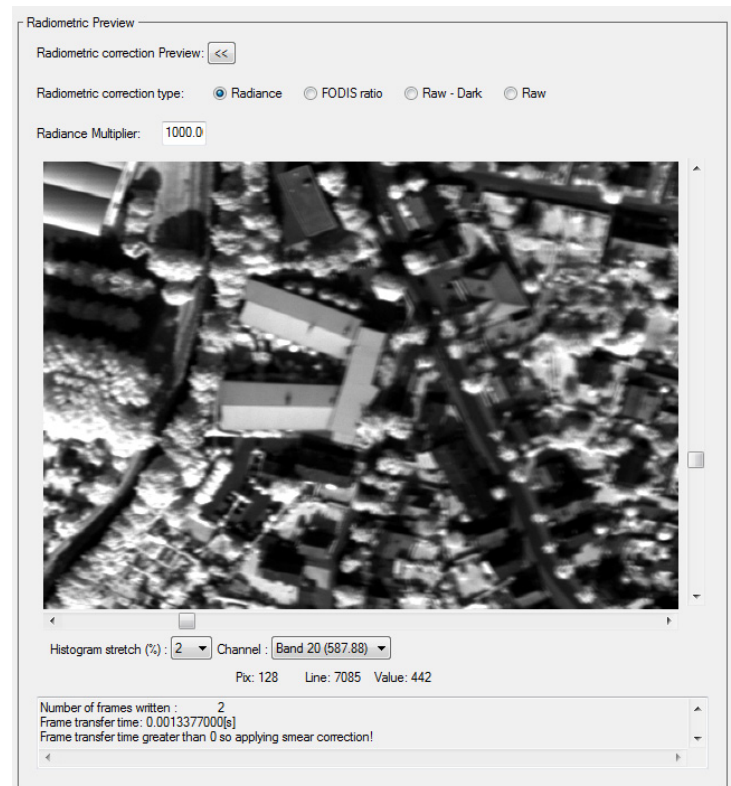 Radiometric Preview
Radiometric correction Preview: <<
Radiometric correction type: Radiance FODIS ratio Raw - Dark Raw
Radiance Multiplier: 1000.0
Histogram stretch (%) : 2 Channel : Band 20 (587.88)
Pix: 128 Line: 7085 Value: 442
Number of frames written : 2
Frame transfer time: 0.0013377000[s]
Frame transfer time greater than 0 so applying smear correction!